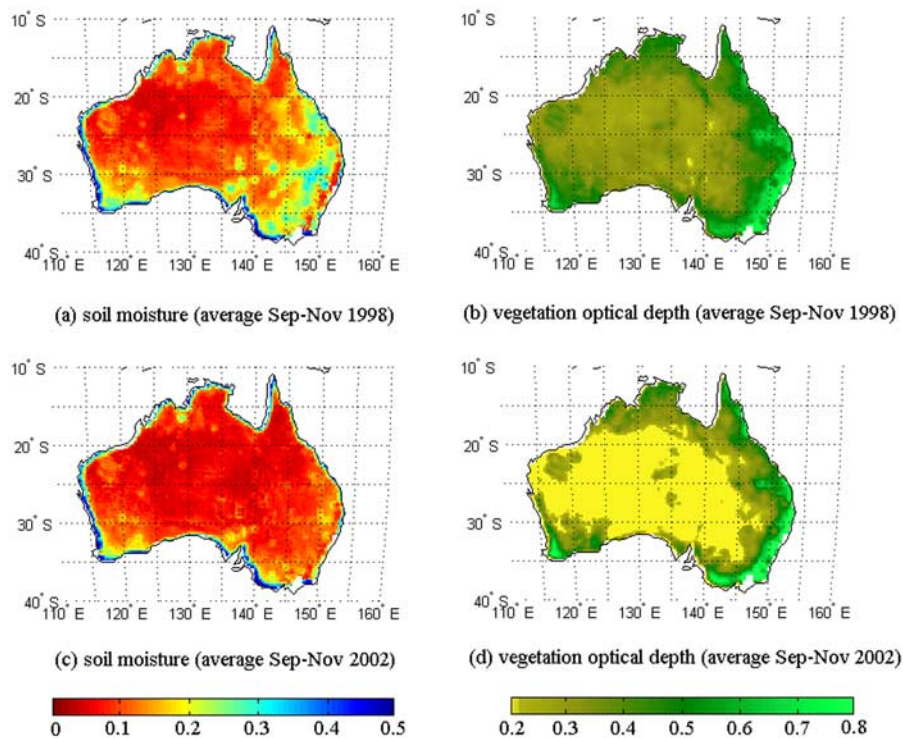 10° S
20° S
30° S
40° S
110° E 120° E 130° E 140° E 150° E 160° E
(a) soil moisture (average Sep-Nov 1998)
10° S
20° S
30° S
40° S
110° E 120° E 130° E 140° E 150° E 160° E
(b) vegetation optical depth (average Sep-Nov 1998)
10° S
20° S
30° S
40° S
110° E 120° E 130° E 140° E 150° E 160° E
(c) soil moisture (average Sep-Nov 2002)
10° S
20° S
30° S
40° S
110° E 120° E 130° E 140° E 150° E 160° E
(d) vegetation optical depth (average Sep-Nov 2002)
0 0.1 0.2 0.3 0.4 0.5
0.2 0.3 0.4 0.5 0.6 0.7 0.8